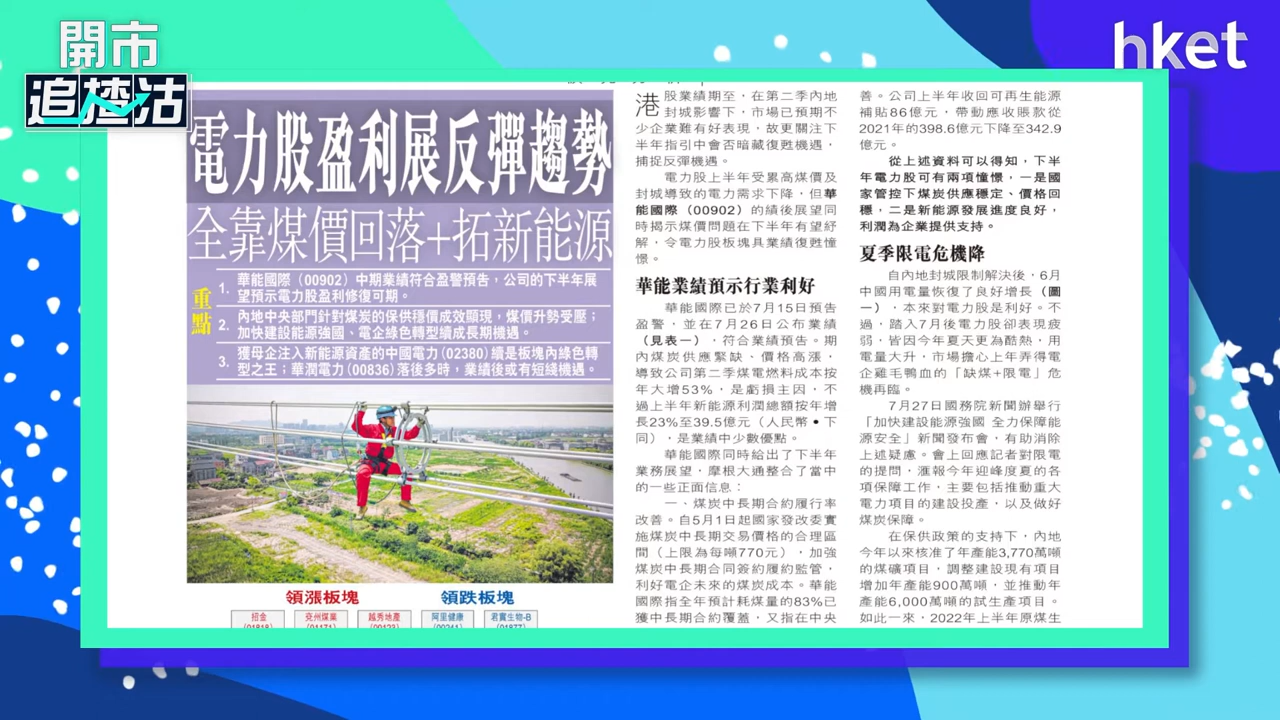 開市
追揸沽
hket
電力股盈利展反彈趨勢
全靠煤價回落+拓新能源
重點
1. 華能國際（00902）中期業績符合盈警預告，公司的下半年展
望預示電力股盈利修復可期。
2. 內地中央部門針對煤炭的保供穩價成效顯現，煤價升勢受壓；
加快建設能源強國、電企綠色轉型續成長期機遇。
3. 獲母企注入新能源資產的中國電力(02380)續是板塊內綠色轉
型之王；華潤電力(00836)落後多時，業績後或有短綫機遇。
領漲板塊
領跌板塊
招金
兗州煤業
越秀地產
阿里健康
君實生物-B
港股業績期至，在第二季內地
封城影響下，市場已預期不
少企業難有好表現，故更關注下
半年指引中會否暗藏復甦機遇，
捕捉反彈機遇。
電力股上半年受累高煤價及
封城導致的電力需求下降，但華
能國際（00902）的績後展望同
時揭示煤價問題在下半年有望紓
解，令電力股板塊具業績復甦憧
憬。
華能業績預示行業利好
華能國際已於7月15日預告
盈警，並在7月26日公布業績
（見表一），符合業績預告。期
內煤炭供應緊缺、價格高漲，
導致公司第二季煤電燃料成本按
年大增53%，是虧損主因，不
過上半年新能源利潤總額按年增
長23%至39.5億元（人民幣•下
同），是業績中少數優點。
華能國際同時給出了下半年
業務展望，摩根大通整合了當中
的一些正面信息：
一、煤炭中長期合約履行率
改善。自5月1日起國家發改委實
施煤炭中長期交易價格的合理區
間（上限為每噸770元），加強
煤炭中長期合同簽約履約監管，
利好電企未來的煤炭成本。華能
國際指全年預計耗煤量的83%已
獲中長期合約覆蓋，又指在中央
善。公司上半年收回可再生能源
補貼86億元，帶動應收賬款從
2021年的398.6億元下降至342.9
億元。
從上述資料可以得知，下半
年電力股可有兩項憧憬，一是國
家管控下煤炭供應穩定、價格回
穩，二是新能源發展進度良好，
利潤為企業提供支持。
夏季限電危機降
自內地封城限制解決後，6月
中國用電量恢復了良好增長（圖
一），本來對電力股是利好。不
過，踏入7月後電力股卻表現疲
弱，皆因今年夏天更為酷熱，用
電量大升，市場擔心上年弄得電
企雞毛鴨血的「缺煤+限電」危
機再臨。
7月27日國務院新聞辦舉行
「加快建設能源強國 全力保障能
源安全」新聞發布會，有助消除
上述疑慮。會上回應記者對限電
的提問，滙報今年迎峰度夏的各
項保障工作，主要包括推動重大
電力項目的建設投產，以及做好
煤炭保障。
在保供政策的支持下，內地
今年以來核准了年產能3,770萬噸
的煤礦項目，調整建設現有項目
增加年產能900萬噸，並推動年
產能6,000萬噸的試生產項目。
如此一來，2022年上半年原煤生